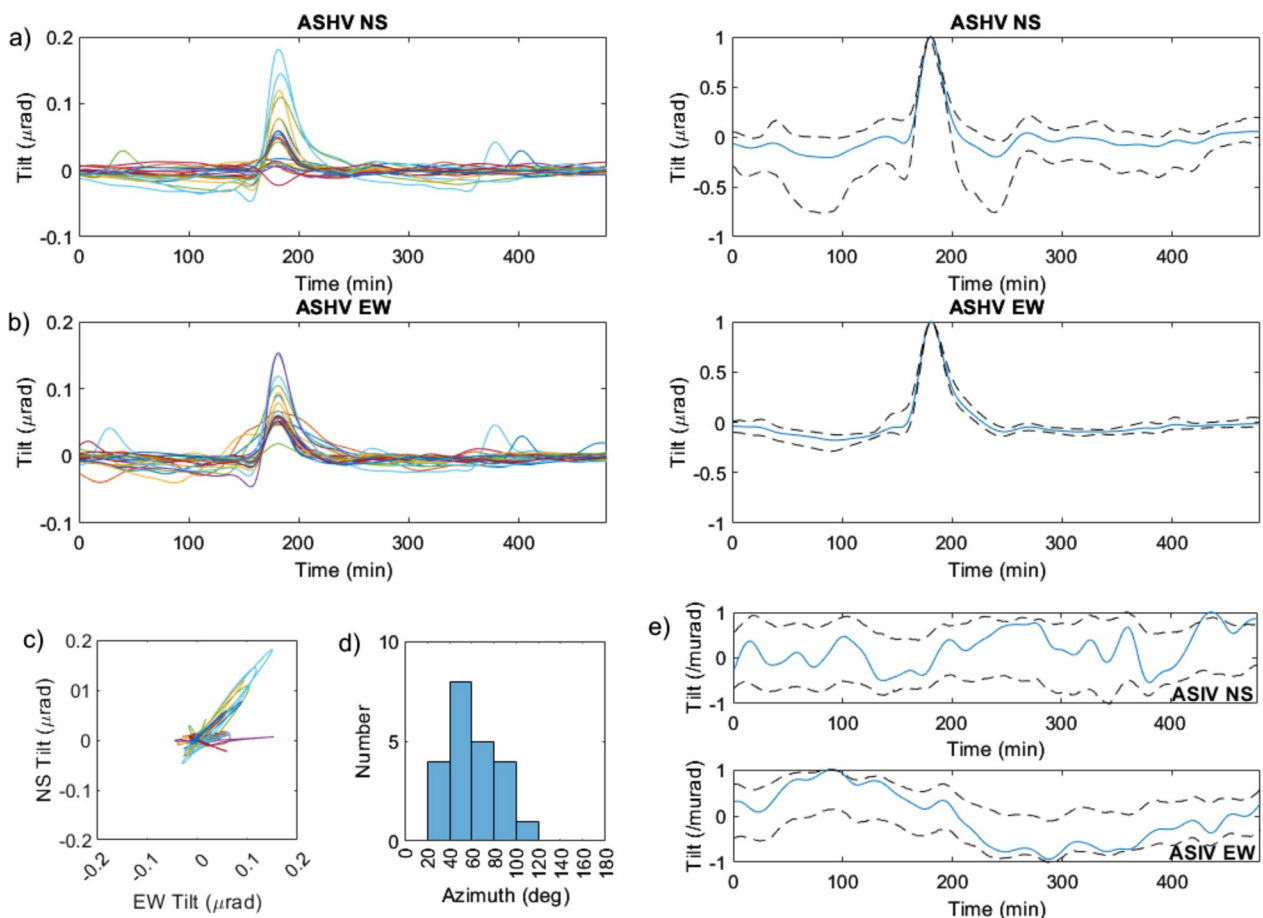 a)
ASHV NS
Tilt (μrad)
0.2
0.1
0
-0.1
0 100 200 300 400
Time (min)
ASHV NS
Tilt (μrad)
1
0.5
0
-0.5
-1
0 100 200 300 400
Time (min)
b)
ASHV EW
Tilt (μrad)
0.2
0.1
0
-0.1
0 100 200 300 400
Time (min)
ASHV EW
Tilt (μrad)
1
0.5
0
-0.5
-1
0 100 200 300 400
Time (min)
c)
NS Tilt (μrad)
0.2
0.1
0
-0.1
-0.2
-0.2 -0.1 0 0.1 0.2
EW Tilt (μrad)
d)
Number
10
5
0
0 20 40 60 80 100 120 140 160 180
Azimuth (deg)
e)
Tilt (/murad)
1
0
-1
ASIV NS
0 100 200 300 400
Time (min)
Tilt (/murad)
1
0
-1
ASIV EW
0 100 200 300 400
Time (min)